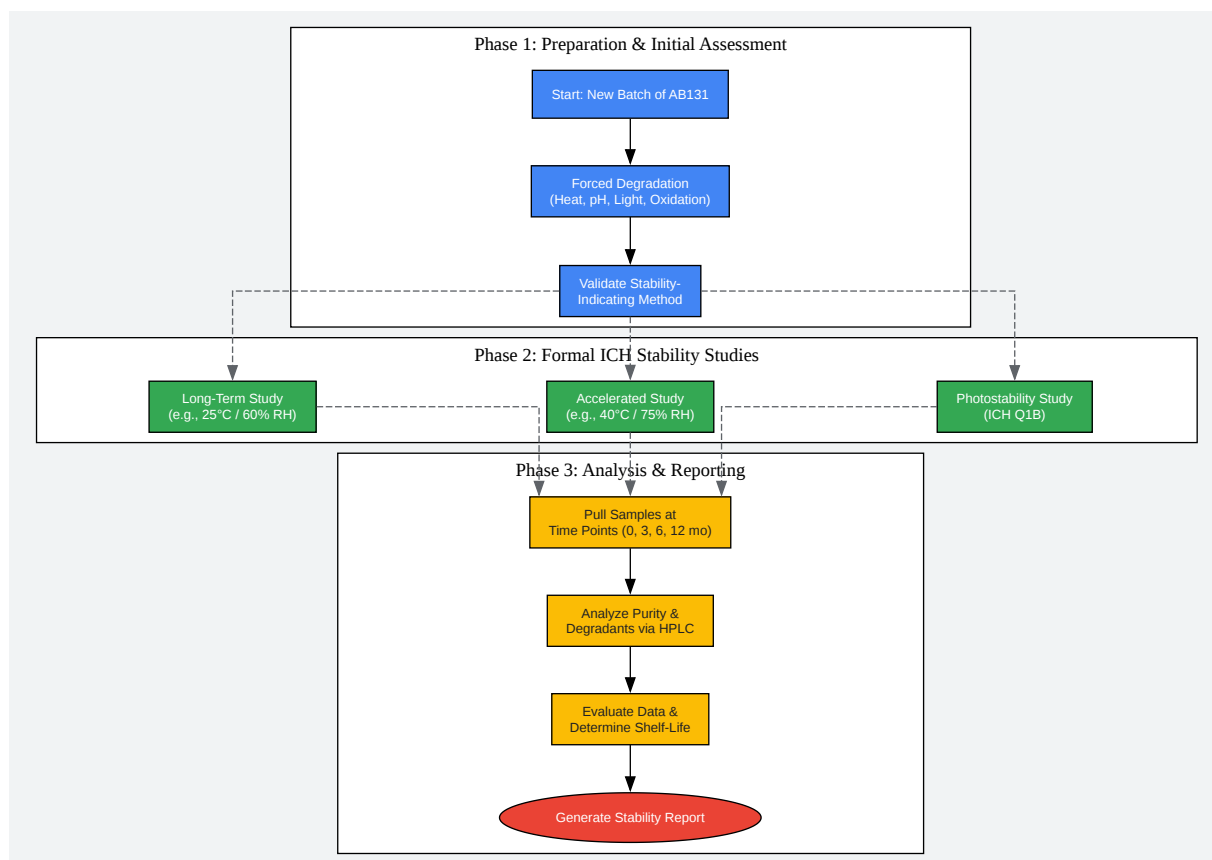 Phase 1: Preparation & Initial Assessment
Start: New Batch of AB131
Forced Degradation
(Heat, pH, Light, Oxidation)
Validate Stability-
Indicating Method
Phase 2: Formal ICH Stability Studies
Long-Term Study
(e.g., 25°C / 60% RH)
Accelerated Study
(e.g., 40°C / 75% RH)
Photostability Study
(ICH Q1B)
Phase 3: Analysis & Reporting
Pull Samples at
Time Points (0, 3, 6, 12 mo)
Analyze Purity &
Degradants via HPLC
Evaluate Data &
Determine Shelf-Life
Generate Stability Report